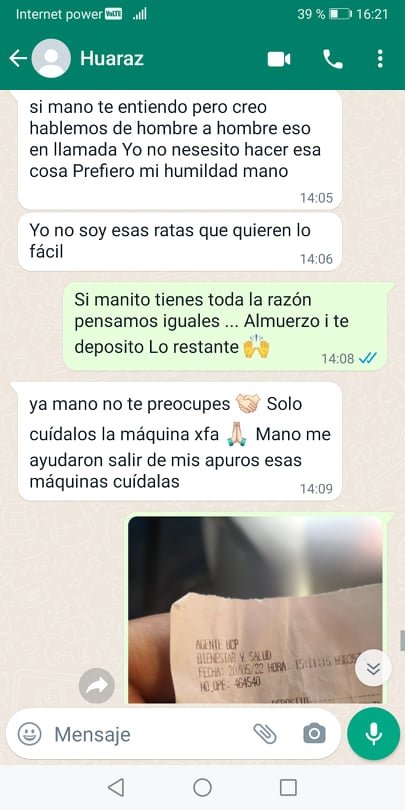 Internet power VoLTE 39 % 16:21
Huaraz
si mano te entiendo pero creo
hablemos de hombre a hombre eso
en llamada Yo no nesesito hacer esa
cosa Prefiero mi humildad mano
14:05
Yo no soy esas ratas que quieren lo
fácil
14:06
Si manito tienes toda la razón
pensamos iguales ... Almuerzo i te
deposito Lo restante 🙌
14:08
ya mano no te preocupes 🤝🏻 Solo
cuídalos la máquina xfa 🙏🏻 Mano me
ayudaron salir de mis apuros esas
máquinas cuídalas
14:09
AGENTE BCP
BIENESTAR Y SALUD
FECHA: 20/05/22 HORA. 15:11:15
NO.OPE: 464540
DEPOSITO
Mensaje